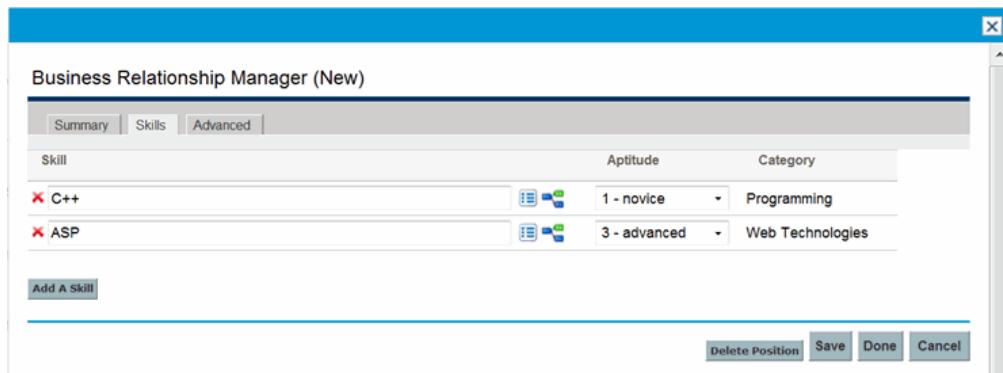 Business Relationship Manager (New)
Summary Skills Advanced
Skill Aptitude Category
C++ 1 - novice Programming
ASP 3 - advanced Web Technologies
Add A Skill
Delete Position Save Done Cancel